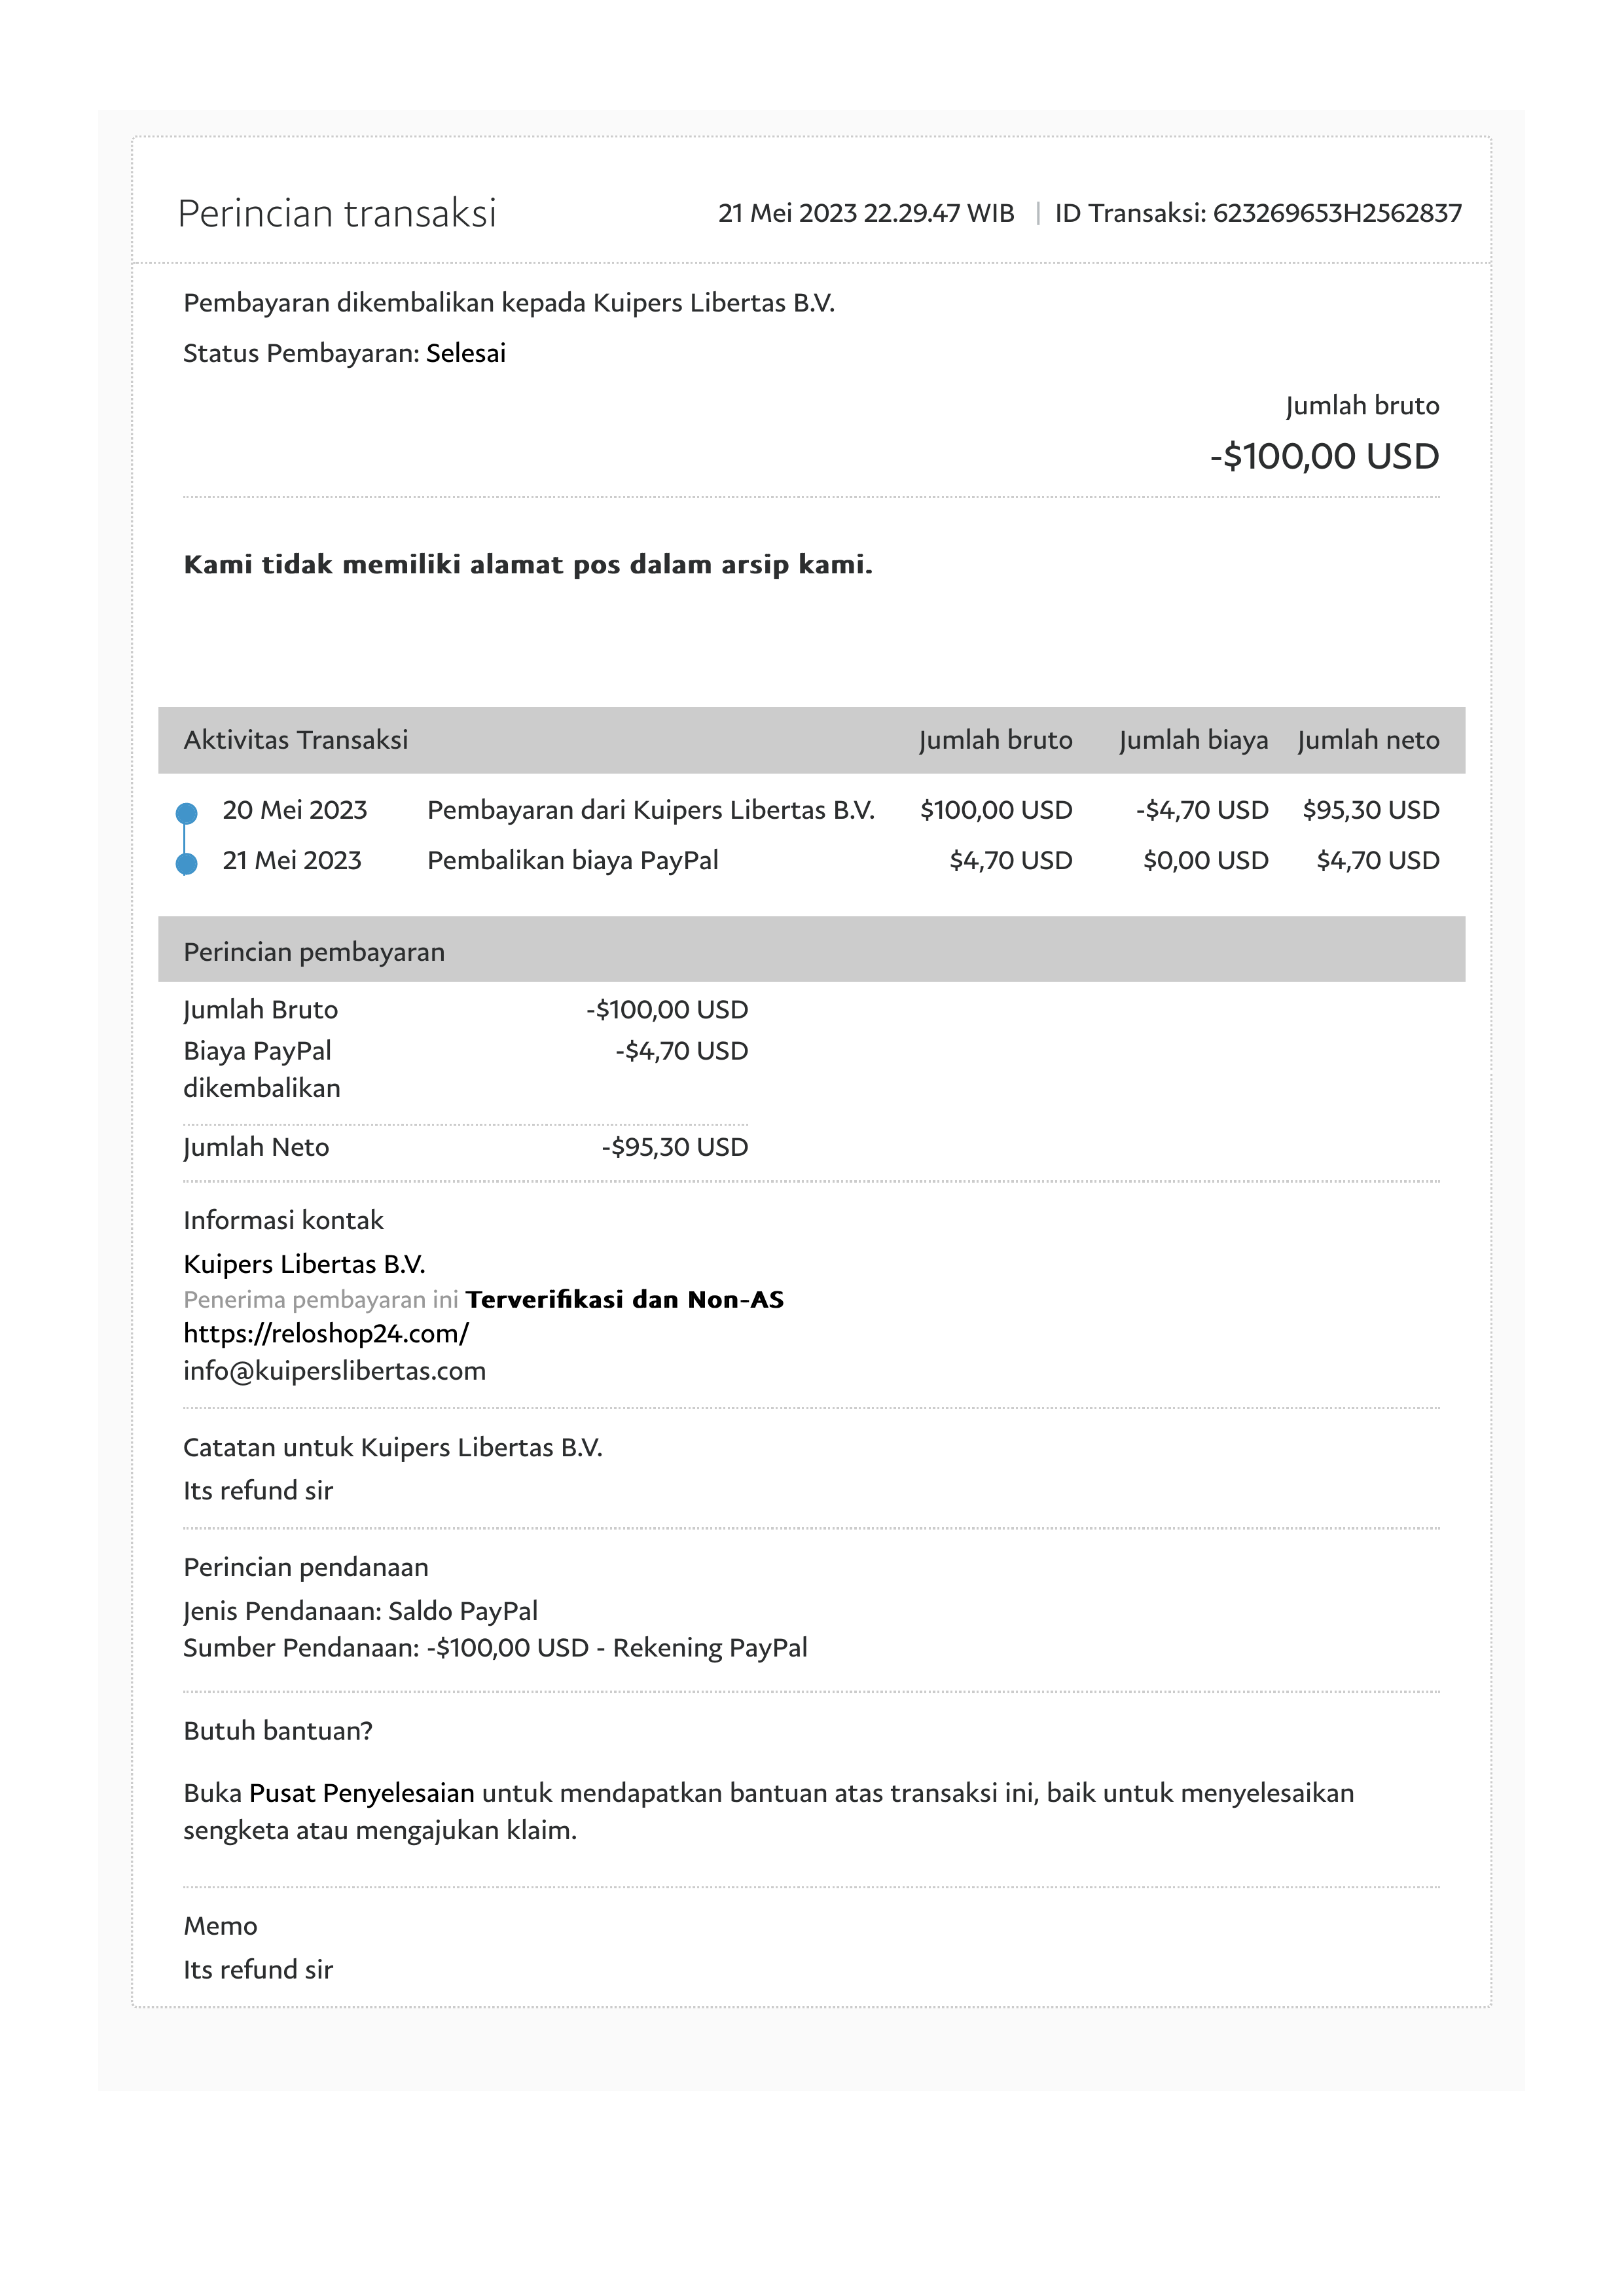 Perincian transaksi
21 Mei 2023 22.29.47 WIB | ID Transaksi: 623269653H2562837
Pembayaran dikembalikan kepada Kuipers Libertas B.V.
Status Pembayaran: Selesai
Jumlah bruto
-$100,00 USD
Kami tidak memiliki alamat pos dalam arsip kami.
Aktivitas Transaksi Jumlah bruto Jumlah biaya Jumlah neto
20 Mei 2023 Pembayaran dari Kuipers Libertas B.V. $100,00 USD -$4,70 USD $95,30 USD
21 Mei 2023 Pembalikan biaya PayPal $4,70 USD $0,00 USD $4,70 USD
Perincian pembayaran
Jumlah Bruto -$100,00 USD
Biaya PayPal -$4,70 USD
dikembalikan
Jumlah Neto -$95,30 USD
Informasi kontak
Kuipers Libertas B.V.
Penerima pembayaran ini Terverifikasi dan Non-AS
https://reloshop24.com/
info@kuiperslibertas.com
Catatan untuk Kuipers Libertas B.V.
Its refund sir
Perincian pendanaan
Jenis Pendanaan: Saldo PayPal
Sumber Pendanaan: -$100,00 USD - Rekening PayPal
Butuh bantuan?
Buka Pusat Penyelesaian untuk mendapatkan bantuan atas transaksi ini, baik untuk menyelesaikan
sengketa atau mengajukan klaim.
Memo
Its refund sir